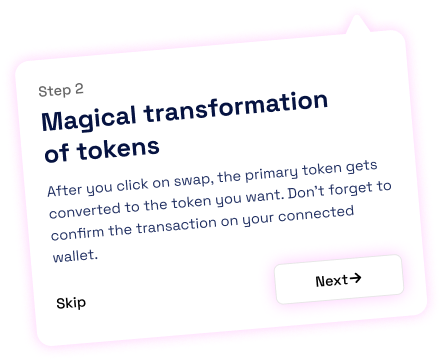 Step 2
Magical transformation
of tokens
After you click on swap, the primary token gets
converted to the token you want. Don't forget to
confirm the transaction on your connected
wallet.
Skip
Next→